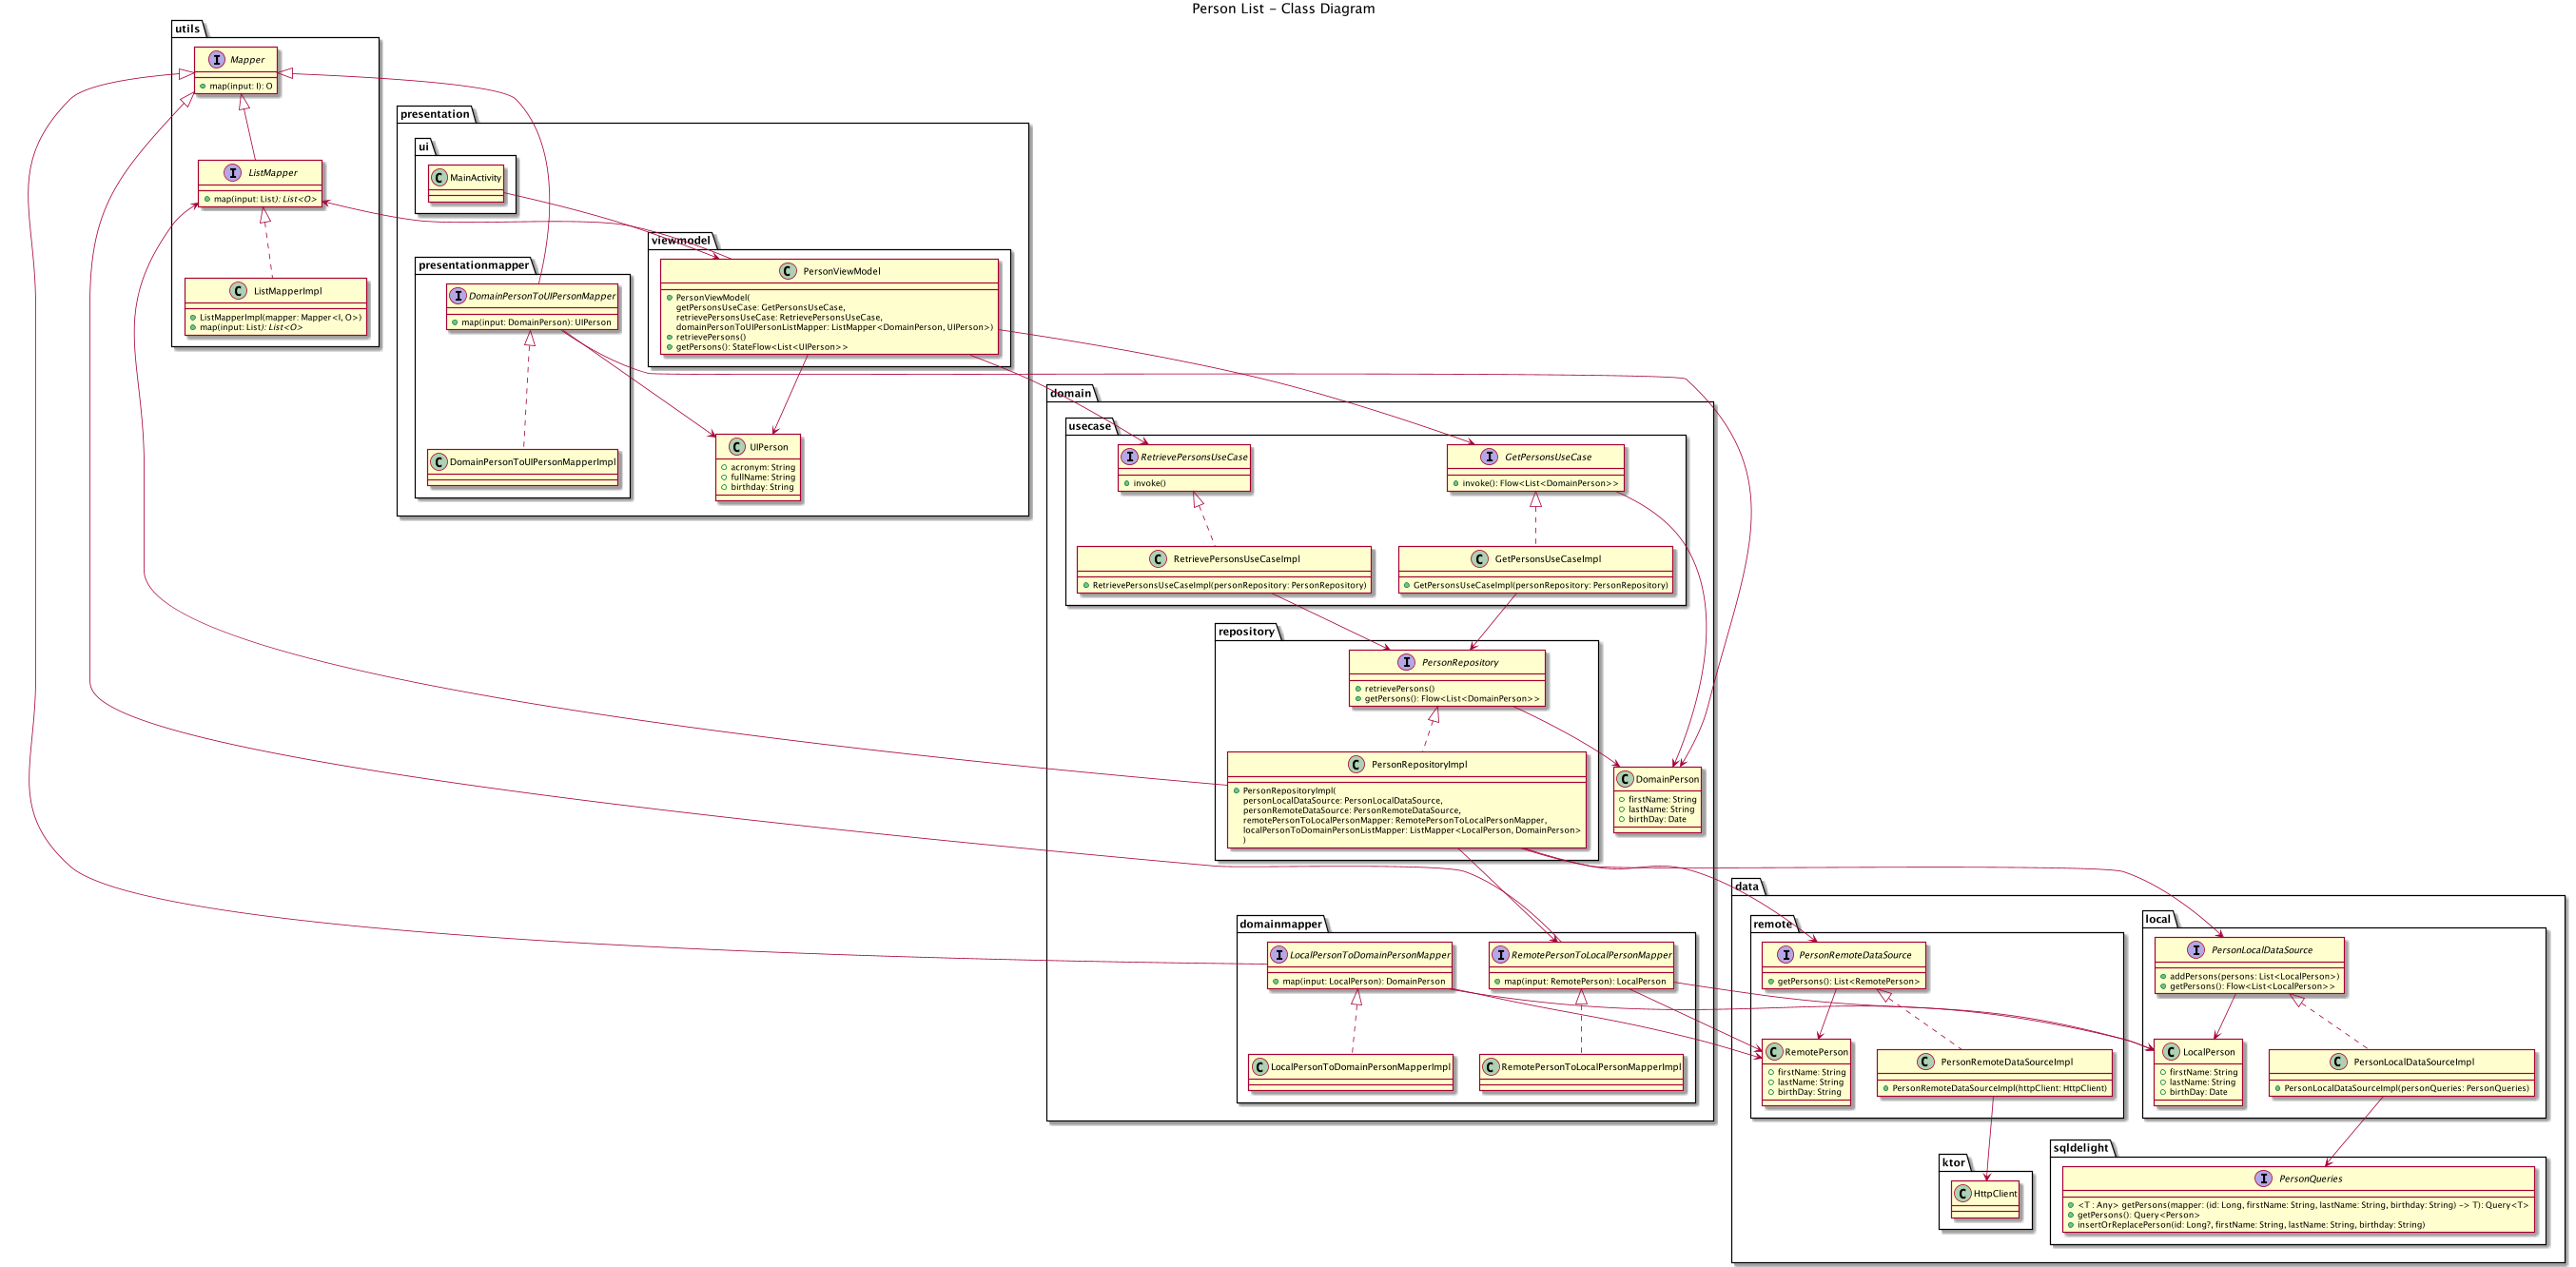 Person List - Class Diagram
utils
I Mapper
map(input: I): O
I ListMapper
map(input: List): List<O>
C ListMapperImpl
ListMapperImpl(mapper: Mapper<I, O>)
map(input: List): List<O>
presentation
ui
C MainActivity
viewmodel
C PersonViewModel
PersonViewModel(
getPersonsUseCase: GetPersonsUseCase,
retrievePersonsUseCase: RetrievePersonsUseCase,
domainPersonToUIPersonListMapper: ListMapper<DomainPerson, UIPerson>)
retrievePersons()
getPersons(): StateFlow<List<UIPerson>>
presentationmapper
I DomainPersonToUIPersonMapper
map(input: DomainPerson): UIPerson
C DomainPersonToUIPersonMapperImpl
C UIPerson
acronym: String
fullName: String
birthday: String
domain
usecase
I RetrievePersonsUseCase
invoke()
I GetPersonsUseCase
invoke(): Flow<List<DomainPerson>>
C RetrievePersonsUseCaseImpl
RetrievePersonsUseCaseImpl(personRepository: PersonRepository)
C GetPersonsUseCaseImpl
GetPersonsUseCaseImpl(personRepository: PersonRepository)
repository
I PersonRepository
retrievePersons()
getPersons(): Flow<List<DomainPerson>>
C PersonRepositoryImpl
PersonRepositoryImpl(
personLocalDataSource: PersonLocalDataSource,
personRemoteDataSource: PersonRemoteDataSource,
remotePersonToLocalPersonMapper: RemotePersonToLocalPersonMapper,
localPersonToDomainPersonListMapper: ListMapper<LocalPerson, DomainPerson>
)
C DomainPerson
firstName: String
lastName: String
birthDay: Date
domainmapper
I LocalPersonToDomainPersonMapper
map(input: LocalPerson): DomainPerson
I RemotePersonToLocalPersonMapper
map(input: RemotePerson): LocalPerson
C LocalPersonToDomainPersonMapperImpl
C RemotePersonToLocalPersonMapperImpl
data
remote
I PersonRemoteDataSource
getPersons(): List<RemotePerson>
C RemotePerson
firstName: String
lastName: String
birthDay: String
C PersonRemoteDataSourceImpl
PersonRemoteDataSourceImpl(httpClient: HttpClient)
local
I PersonLocalDataSource
addPersons(persons: List<LocalPerson>)
getPersons(): Flow<List<LocalPerson>>
C LocalPerson
firstName: String
lastName: String
birthDay: Date
C PersonLocalDataSourceImpl
PersonLocalDataSourceImpl(personQueries: PersonQueries)
ktor
C HttpClient
sqldelight
I PersonQueries
<T : Any> getPersons(mapper: (id: Long, firstName: String, lastName: String, birthday: String) -> T): Query<T>
getPersons(): Query<Person>
insertOrReplacePerson(id: Long?, firstName: String, lastName: String, birthday: String)